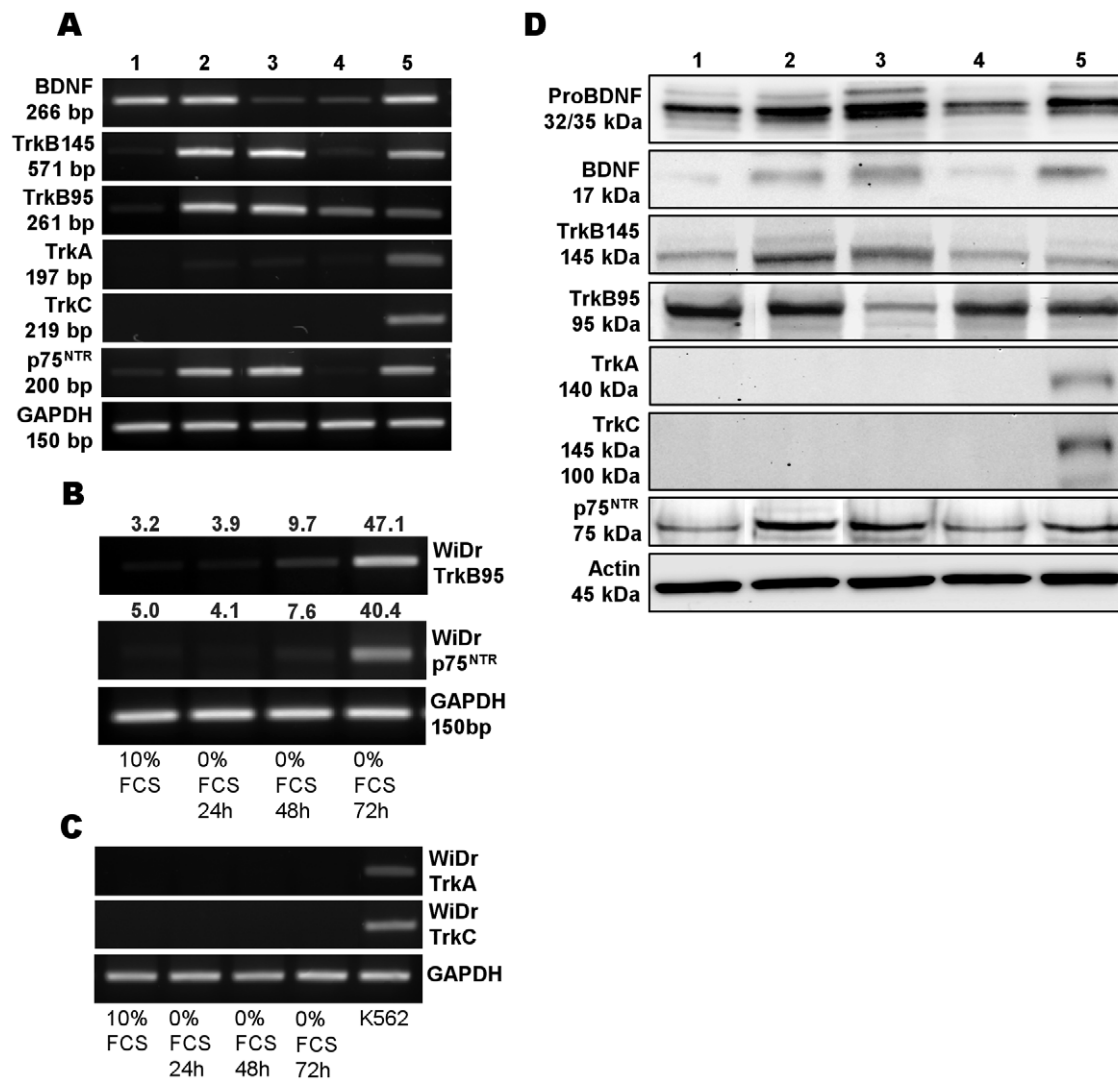 A
1 2 3 4 5
BDNF
266 bp
TrkB145
571 bp
TrkB95
261 bp
TrkA
197 bp
TrkC
219 bp
p75NTR
200 bp
GAPDH
150 bp
B
3.2 3.9 9.7 47.1
WiDr
TrkB95
5.0 4.1 7.6 40.4
WiDr
p75NTR
GAPDH
150bp
10% 0% 0% 0%
FCS FCS FCS FCS
24h 48h 72h
C
WiDr
TrkA
WiDr
TrkC
GAPDH
10% 0% 0% 0% K562
FCS FCS FCS FCS
24h 48h 72h
D
1 2 3 4 5
ProBDNF
32/35 kDa
BDNF
17 kDa
TrkB145
145 kDa
TrkB95
95 kDa
TrkA
140 kDa
TrkC
145 kDa
100 kDa
p75NTR
75 kDa
Actin
45 kDa